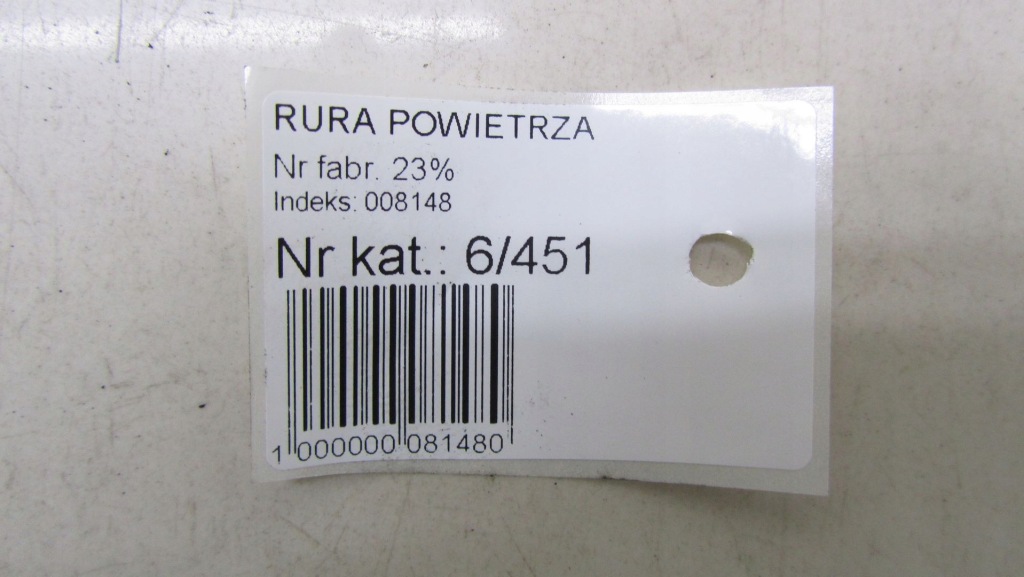 RURA POWIETRZA
Nr fabr. 23%
Indeks: 008148
Nr kat.: 6/451
1 000000 081480